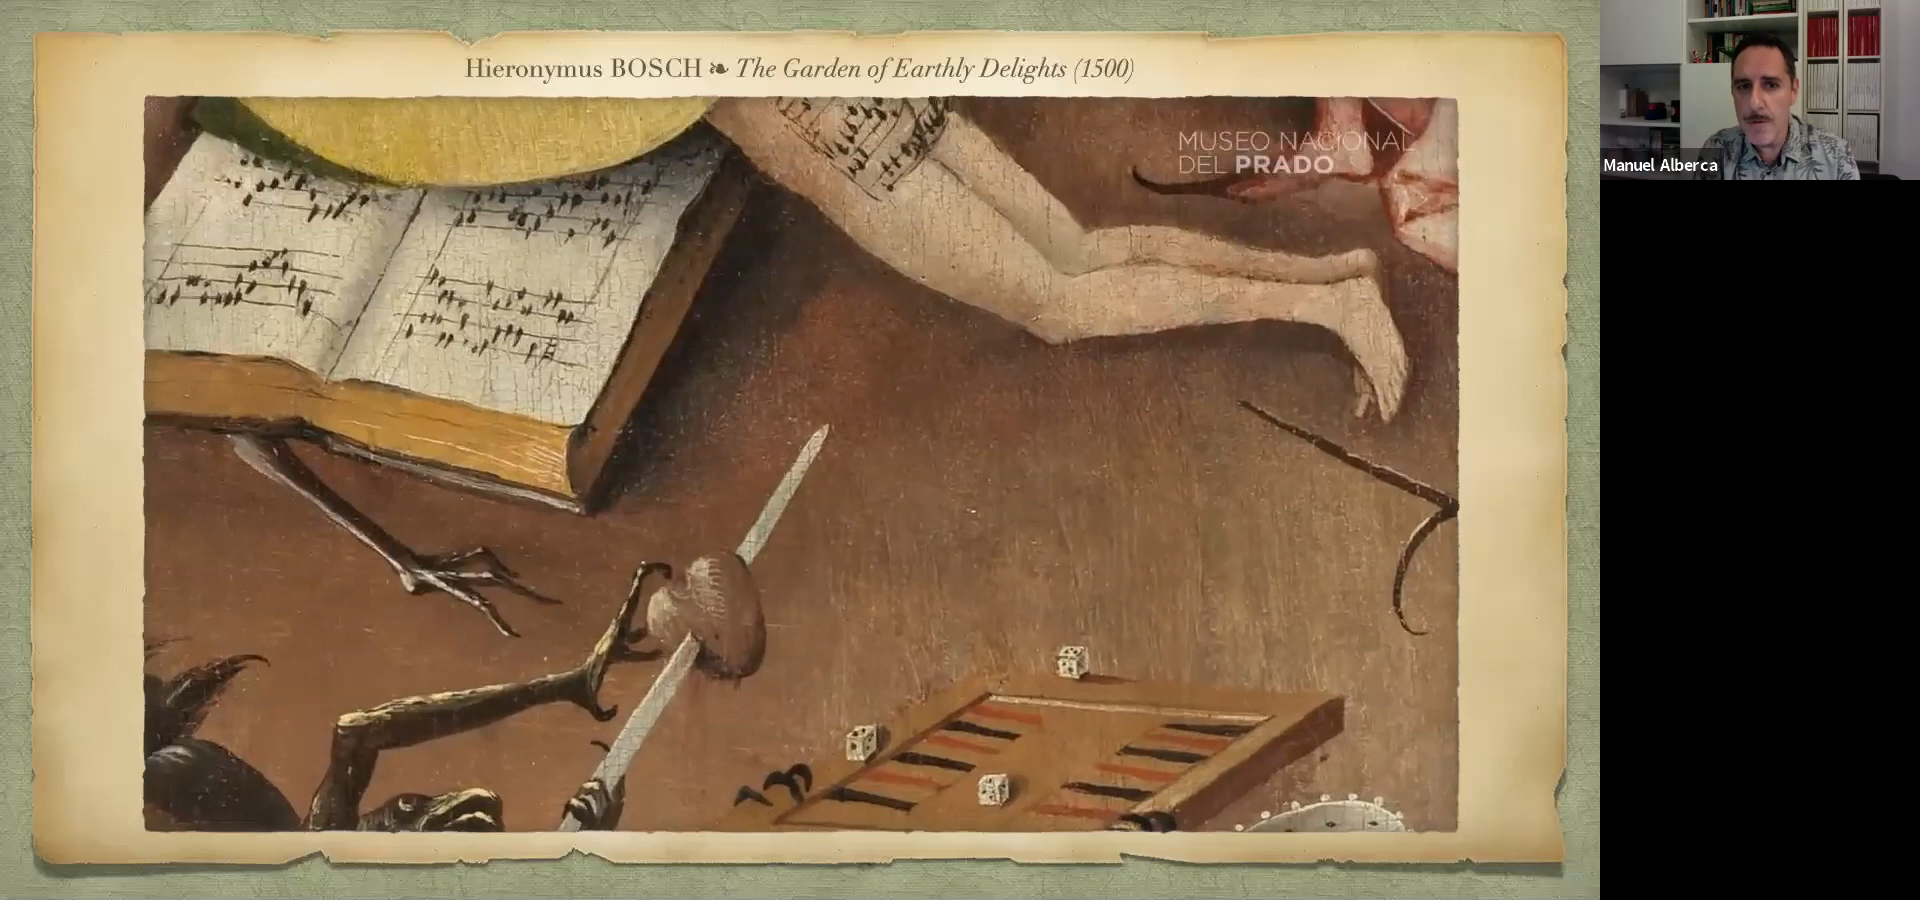 Hieronymus BOSCH ❧ The Garden of Earthly Delights (1500)
MUSEO NACIONAL
DEL PRADO
Manuel Alberca